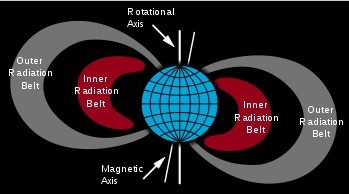 Rotational
Axis
Outer
Radiation
Belt
Inner
Radiation
Belt
Inner
Radiation
Belt
Outer
Radiation
Belt
Magnetic
Axis